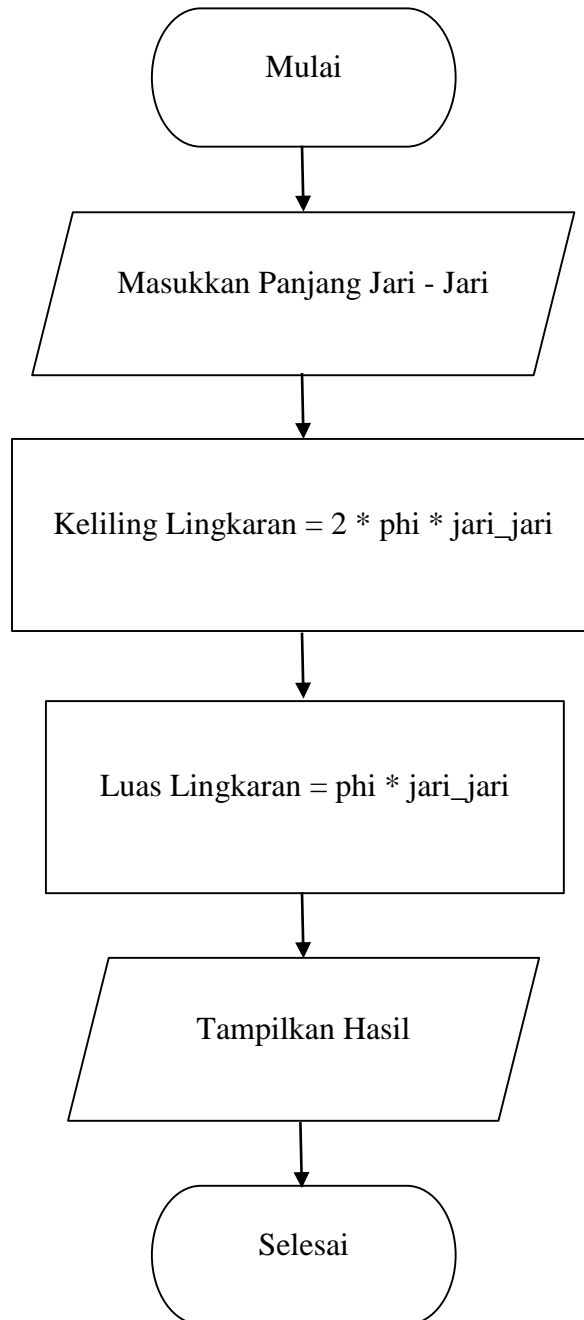 Mulai
Masukkan Panjang Jari - Jari
Keliling Lingkaran = 2 * phi * jari_jari
Luas Lingkaran = phi * jari_jari
Tampilkan Hasil
Selesai